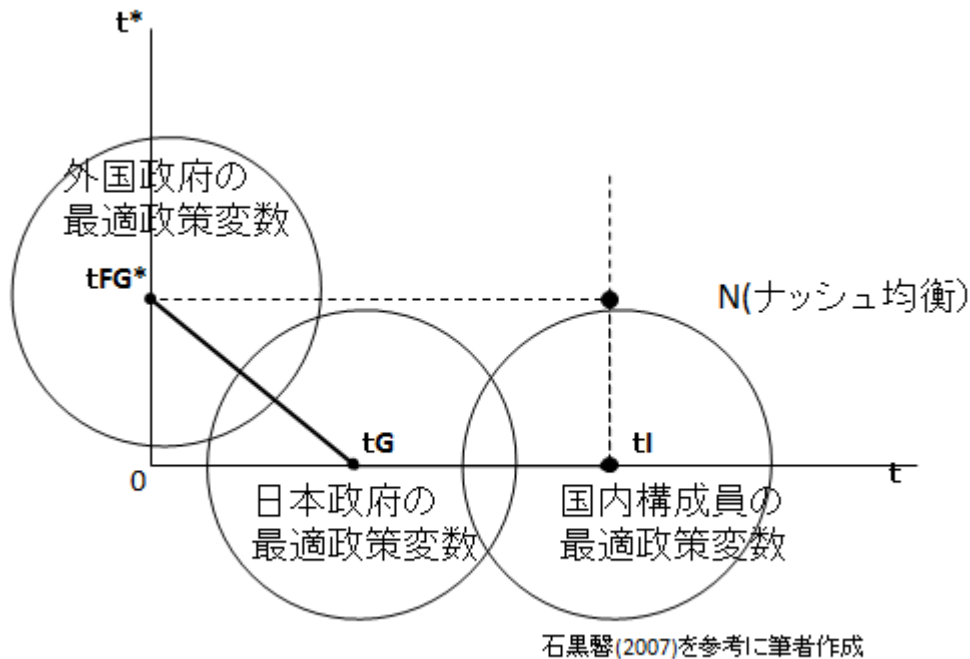 t*
外国政府の
最適政策変数
tFG*
N(ナッシュ均衡)
tG
tI
0
t
日本政府の
最適政策変数
国内構成員の
最適政策変数
石黒馨(2007)を参考に筆者作成